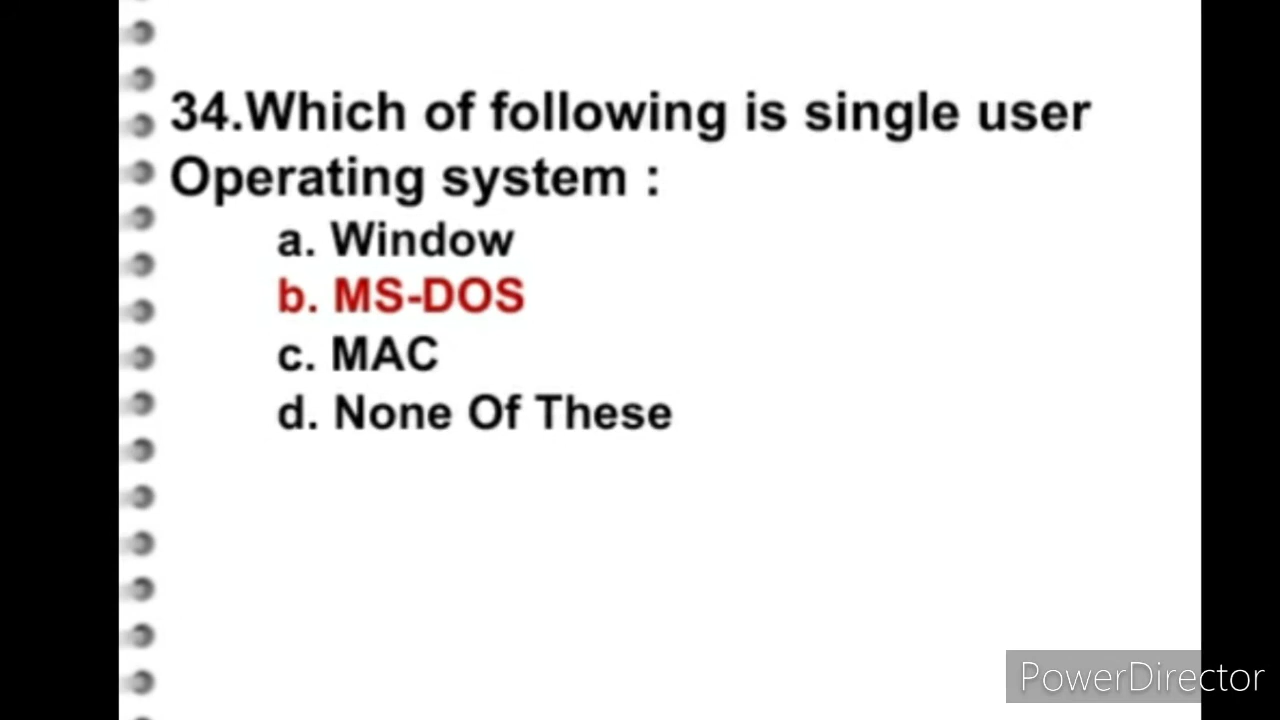 34.Which of following is single user
Operating system :
a. Window
b. MS-DOS
c. MAC
d. None Of These
PowerDirector